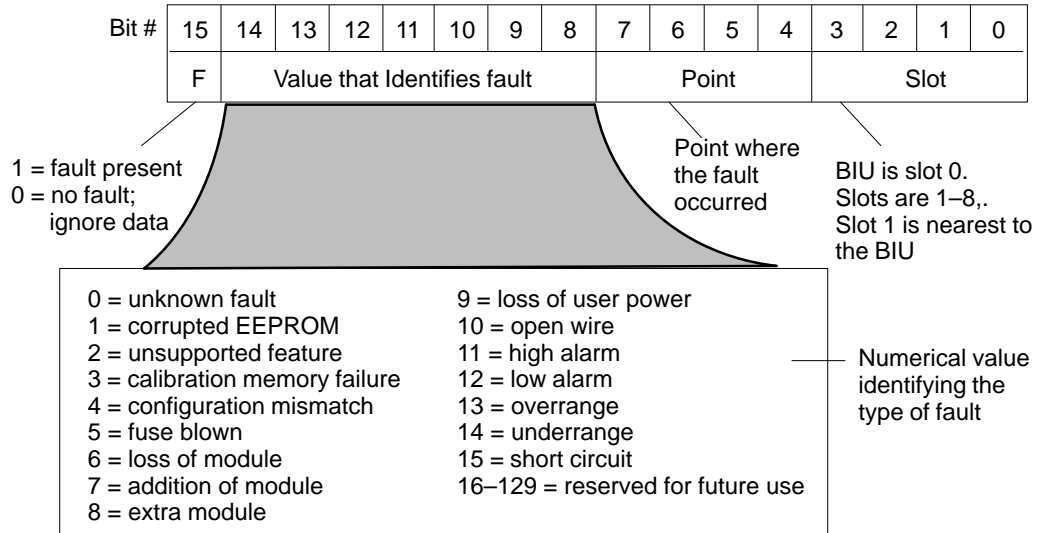 Bit # 15 14 13 12 11 10 9 8 7 6 5 4 3 2 1 0
F Value that Identifies fault Point Slot
1 = fault present
0 = no fault;
ignore data
Point where
the fault
occurred
BIU is slot 0.
Slots are 1–8,.
Slot 1 is nearest to
the BIU
0 = unknown fault
1 = corrupted EEPROM
2 = unsupported feature
3 = calibration memory failure
4 = configuration mismatch
5 = fuse blown
6 = loss of module
7 = addition of module
8 = extra module
9 = loss of user power
10 = open wire
11 = high alarm
12 = low alarm
13 = overrange
14 = underrange
15 = short circuit
16–129 = reserved for future use
Numerical value
identifying the
type of fault